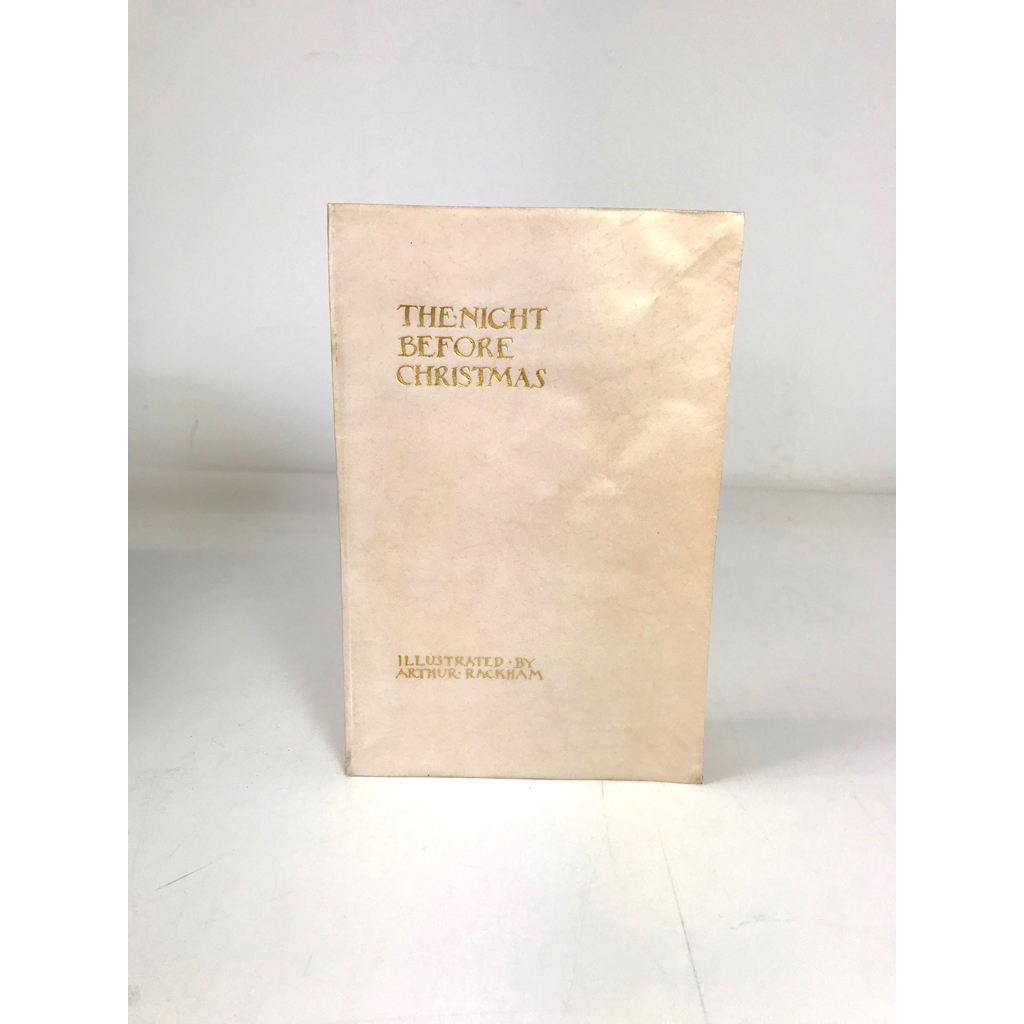 THE·NIGHT
BEFORE
CHRISTMAS
ILLUSTRATED·BY
ARTHUR·RACKHAM